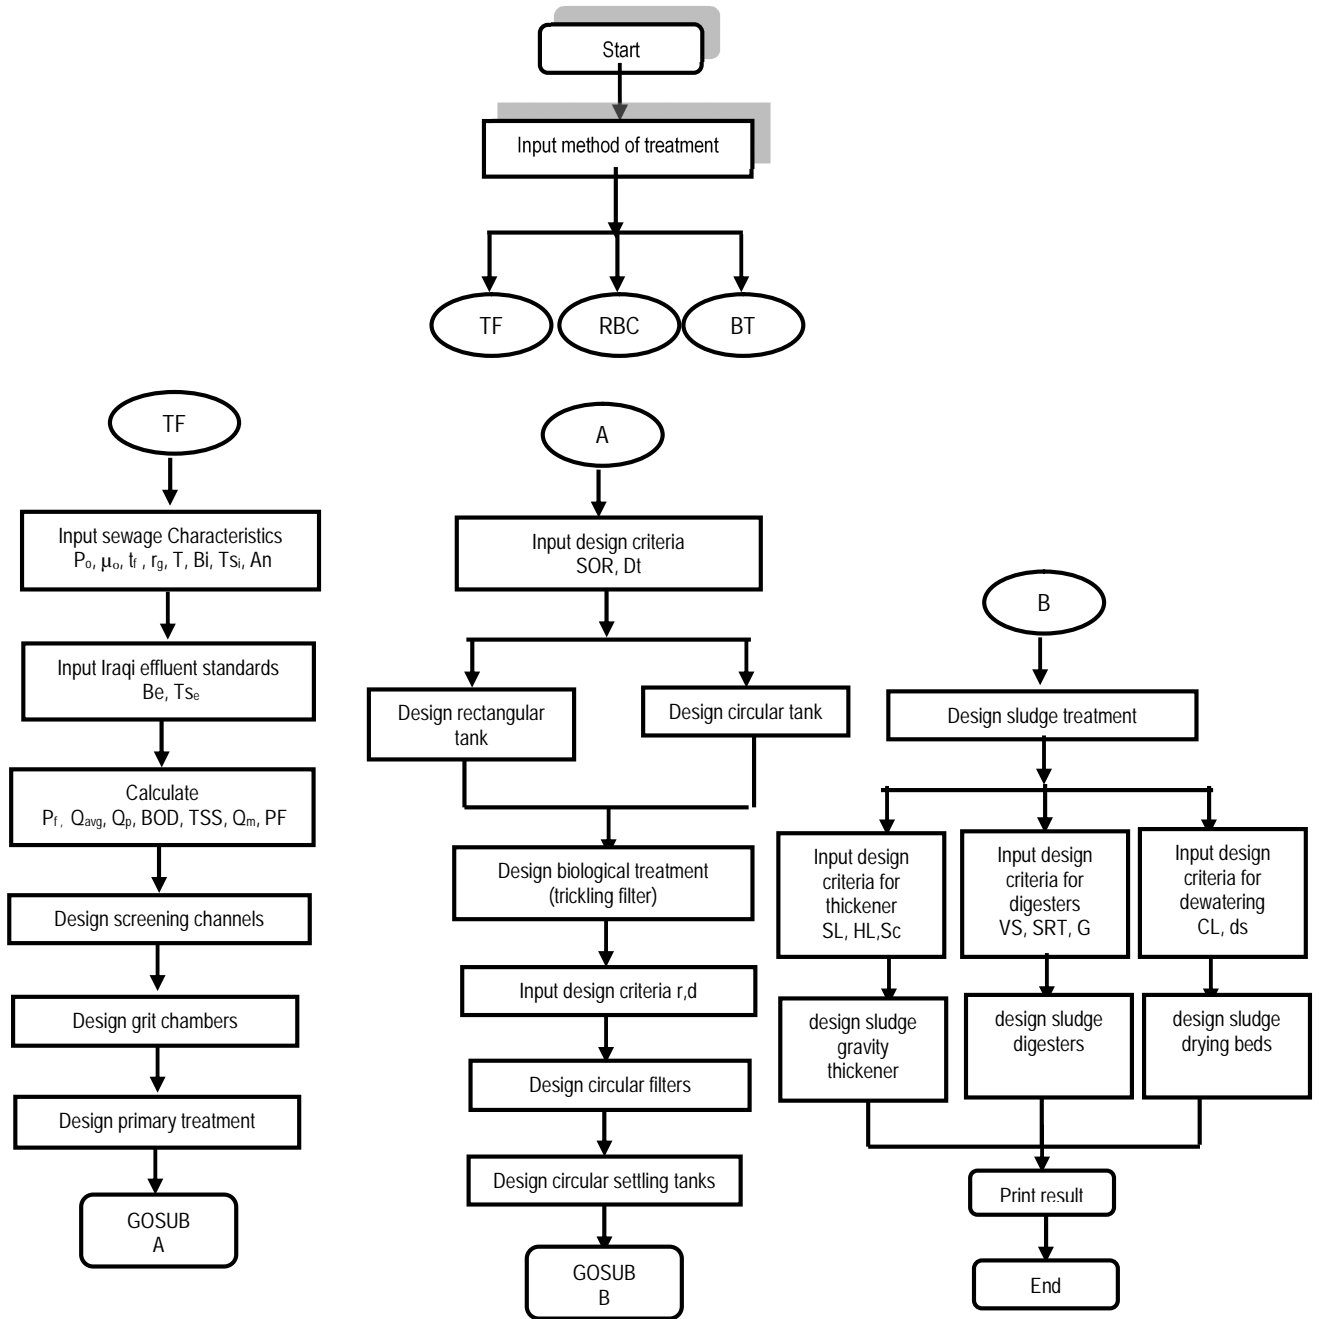 Start
Input method of treatment
TF
RBC
BT
TF
Input sewage Characteristics
Po, μo, tf , rg, T, Bi, Tsi, An
Input Iraqi effluent standards
Be, Tse
Calculate
Pf , Qavg, Qp, BOD, TSS, Qm, PF
Design screening channels
Design grit chambers
Design primary treatment
GOSUB
A
A
Input design criteria
SOR, Dt
Design rectangular
tank
Design circular tank
Design biological treatment
(trickling filter)
Input design criteria r,d
Design circular filters
Design circular settling tanks
GOSUB
B
B
Design sludge treatment
Input design
criteria for
thickener
SL, HL,Sc
Input design
criteria for
digesters
VS, SRT, G
Input design
criteria for
dewatering
CL, ds
design sludge
gravity
thickener
design sludge
digesters
design sludge
drying beds
Print result
End